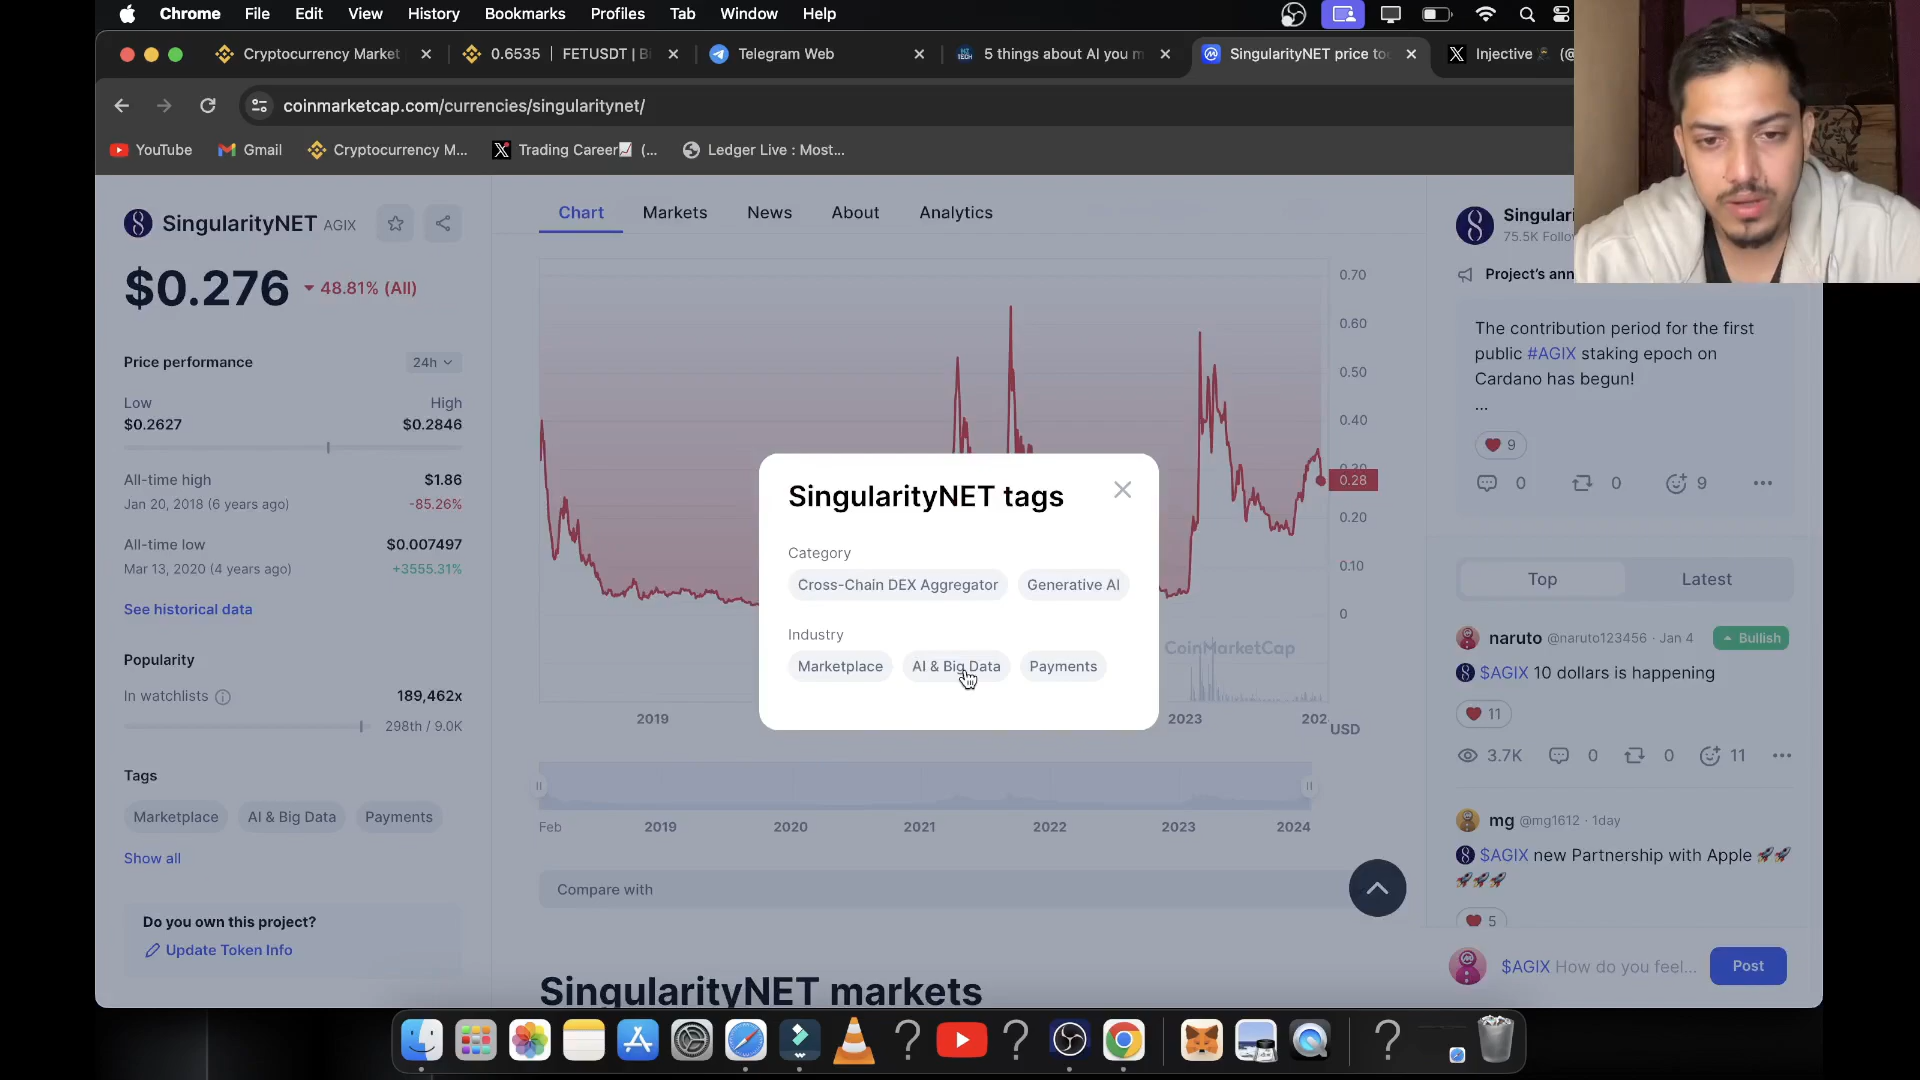 Chrome File Edit View History Bookmarks Profiles Tab Window Help
Cryptocurrency Market
0.6535 | FETUSDT | Bi
Telegram Web
5 things about AI you m
SingularityNET price to
Injective
coinmarketcap.com/currencies/singularitynet/
YouTube
Gmail
Cryptocurrency M...
Trading Career📈 (...
Ledger Live : Most...
SingularityNET AGIX
$0.276
48.81% (All)
Price performance
24h
Low
High
$0.2627
$0.2846
All-time high
$1.86
Jan 20, 2018 (6 years ago)
-85.26%
All-time low
$0.007497
Mar 13, 2020 (4 years ago)
+3555.31%
See historical data
Popularity
In watchlists
189,462x
298th / 9.0K
Tags
Marketplace
AI & Big Data
Payments
Show all
Do you own this project?
Update Token Info
Chart
Markets
News
About
Analytics
0.70
0.60
0.50
0.40
0.30
0.28
0.20
0.10
0
CoinMarketCap
2019
2023
202
USD
SingularityNET tags
Category
Cross-Chain DEX Aggregator
Generative AI
Industry
Marketplace
AI & Big Data
Payments
Feb
2019
2020
2021
2022
2023
2024
Compare with
SingularityNET markets
Singulari
75.5K Follo
Project's ann
The contribution period for the first
public #AGIX staking epoch on
Cardano has begun!
...
9
0
0
9
Top
Latest
naruto @naruto123456 · Jan 4
Bullish
$AGIX 10 dollars is happening
11
3.7K
0
0
11
mg @mg1612 · 1day
$AGIX new Partnership with Apple 🚀🚀
🚀🚀🚀
5
$AGIX How do you feel...
Post